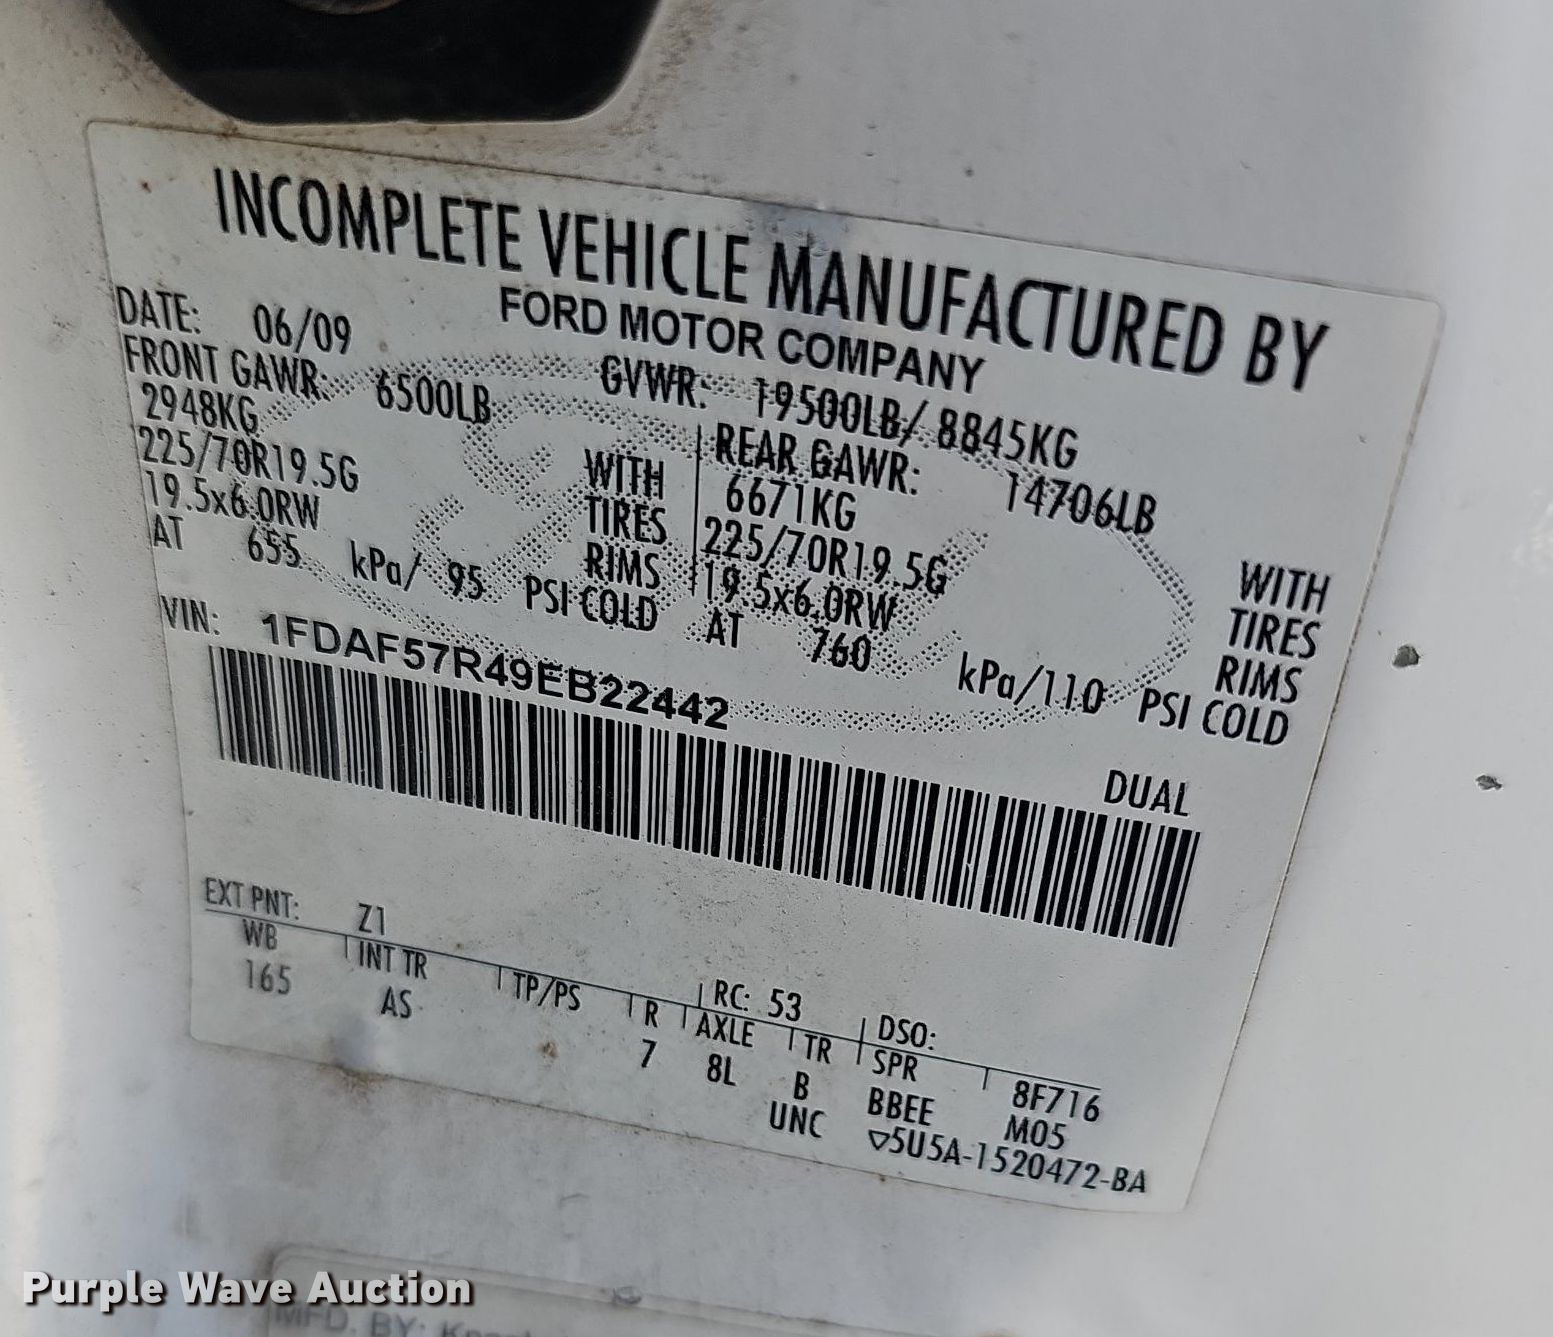 INCOMPLETE VEHICLE MANUFACTURED BY
FORD MOTOR COMPANY
DATE: 06/09 GVWR: 19500LB/ 8845KG
FRONT GAWR: 6500LB REAR GAWR: 14706LB
2948KG WITH 6671KG WITH
225/70R19.5G TIRES 225/70R19.5G TIRES
19.5x6.0RW RIMS 19.5x6.0RW RIMS
AT 655 kPa/ 95 PSI COLD AT 760 kPa/110 PSI COLD
VIN: 1FDAF57R49EB22442
DUAL
EXT PNT: Z1 RC: 53 DSO:
WB INT TR TP/PS R AXLE TR SPR 8F716
165 AS 7 8L B BBEE M05
UNC ▽5U5A-1520472-BA
Purple Wave Auction
MFD. BY: